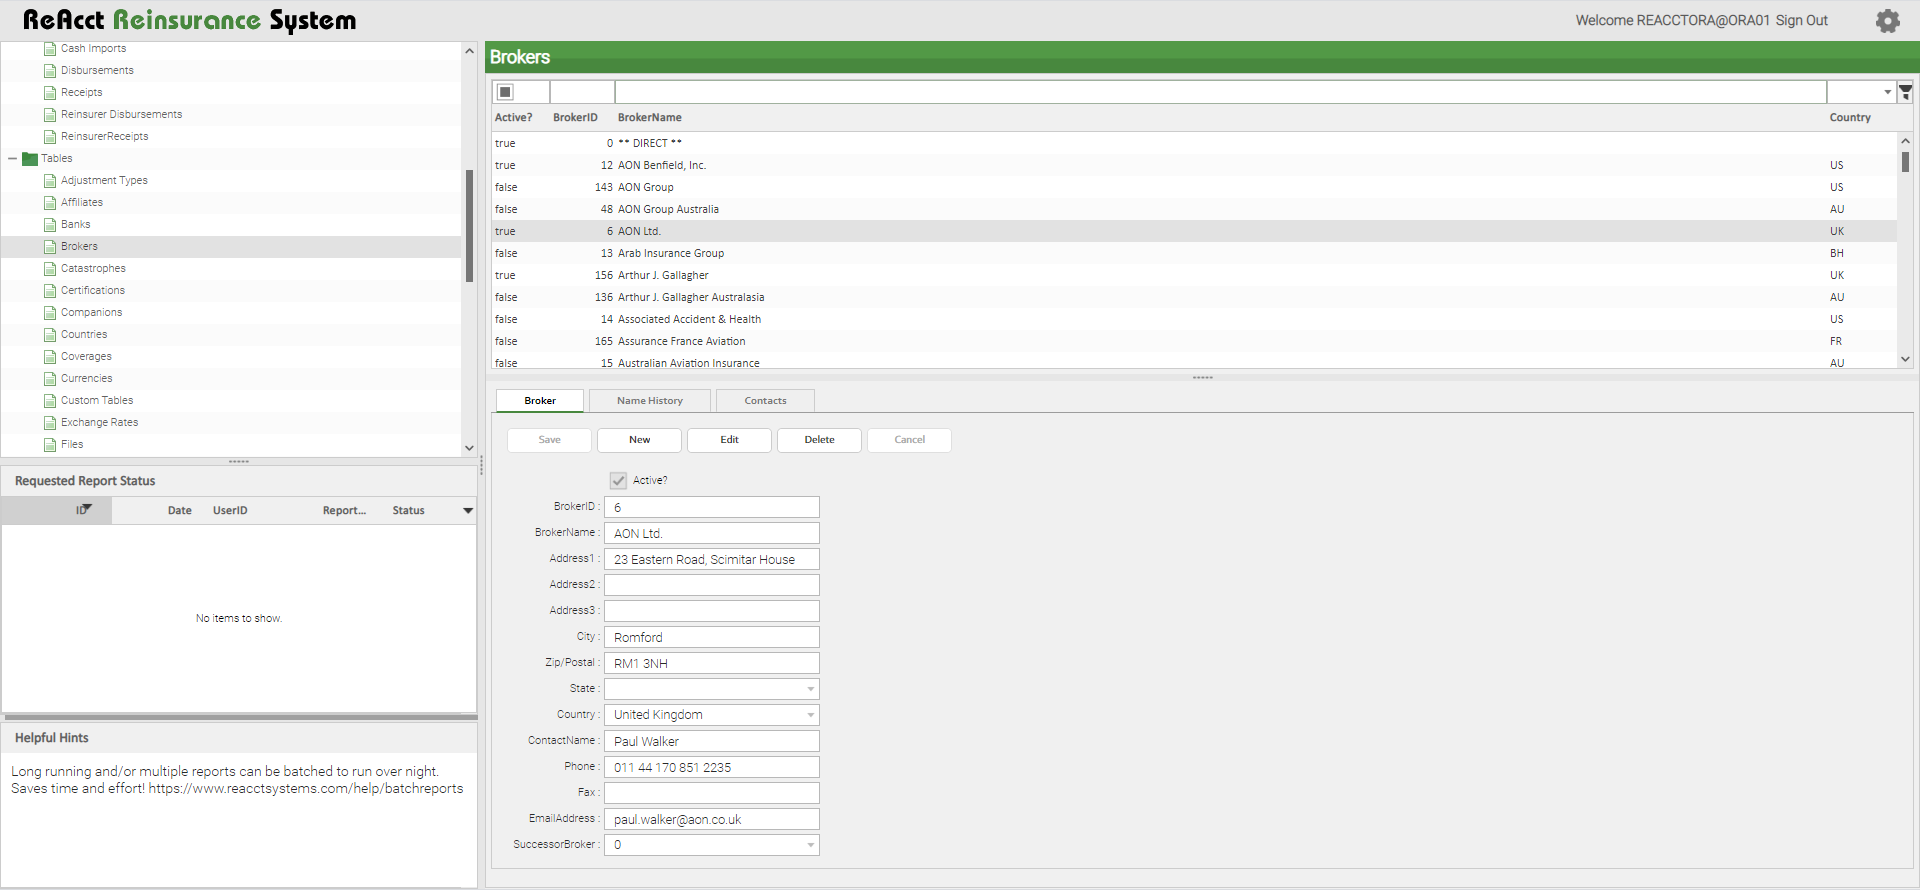 ReAcct Reinsurance System
Welcome REACCTORA@ORA01 Sign Out
Cash Imports
Disbursements
Receipts
Reinsurer Disbursements
ReinsurerReceipts
Tables
Adjustment Types
Affiliates
Banks
Brokers
Catastrophes
Certifications
Companions
Countries
Coverages
Currencies
Custom Tables
Exchange Rates
Files
Requested Report Status
ID Date UserID Report... Status
No items to show.
Helpful Hints
Long running and/or multiple reports can be batched to run over night.
Saves time and effort! https://www.reacctsystems.com/help/batchreports
Brokers
Active? BrokerID BrokerName Country
true 0 ** DIRECT **
true 12 AON Benfield, Inc. US
false 143 AON Group US
false 48 AON Group Australia AU
true 6 AON Ltd. UK
false 13 Arab Insurance Group BH
true 156 Arthur J. Gallagher UK
false 136 Arthur J. Gallagher Australasia AU
false 14 Associated Accident & Health US
false 165 Assurance France Aviation FR
false 15 Australian Aviation Insurance AU
Broker Name History Contacts
Save New Edit Delete Cancel
Active?
BrokerID : 6
BrokerName : AON Ltd.
Address1 : 23 Eastern Road, Scimitar House
Address2 :
Address3 :
City : Romford
Zip/Postal : RM1 3NH
State :
Country : United Kingdom
ContactName : Paul Walker
Phone : 011 44 170 851 2235
Fax :
EmailAddress : paul.walker@aon.co.uk
SuccessorBroker : 0